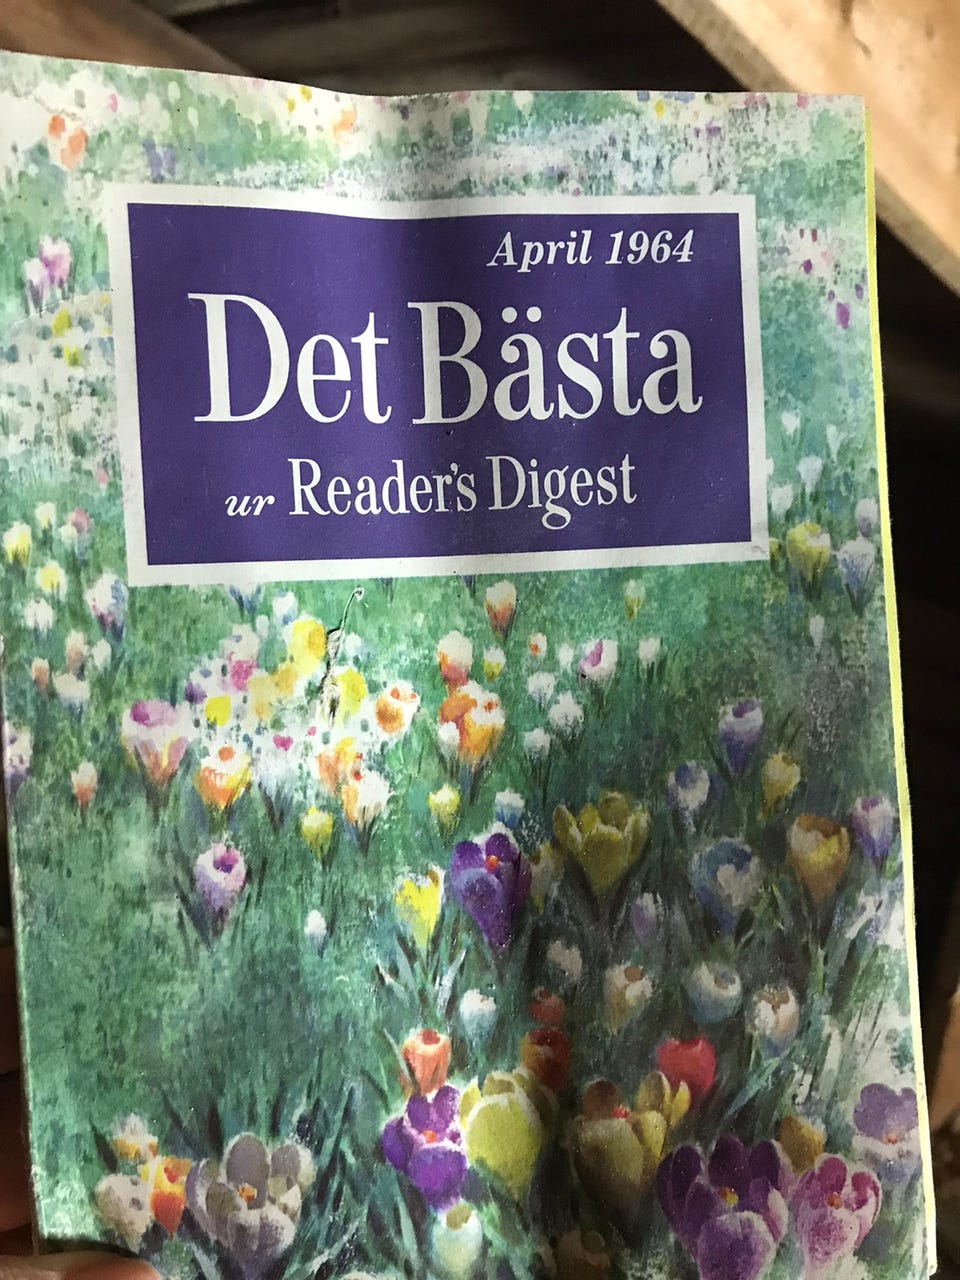 April 1964
Det Bästa
ur Reader's Digest